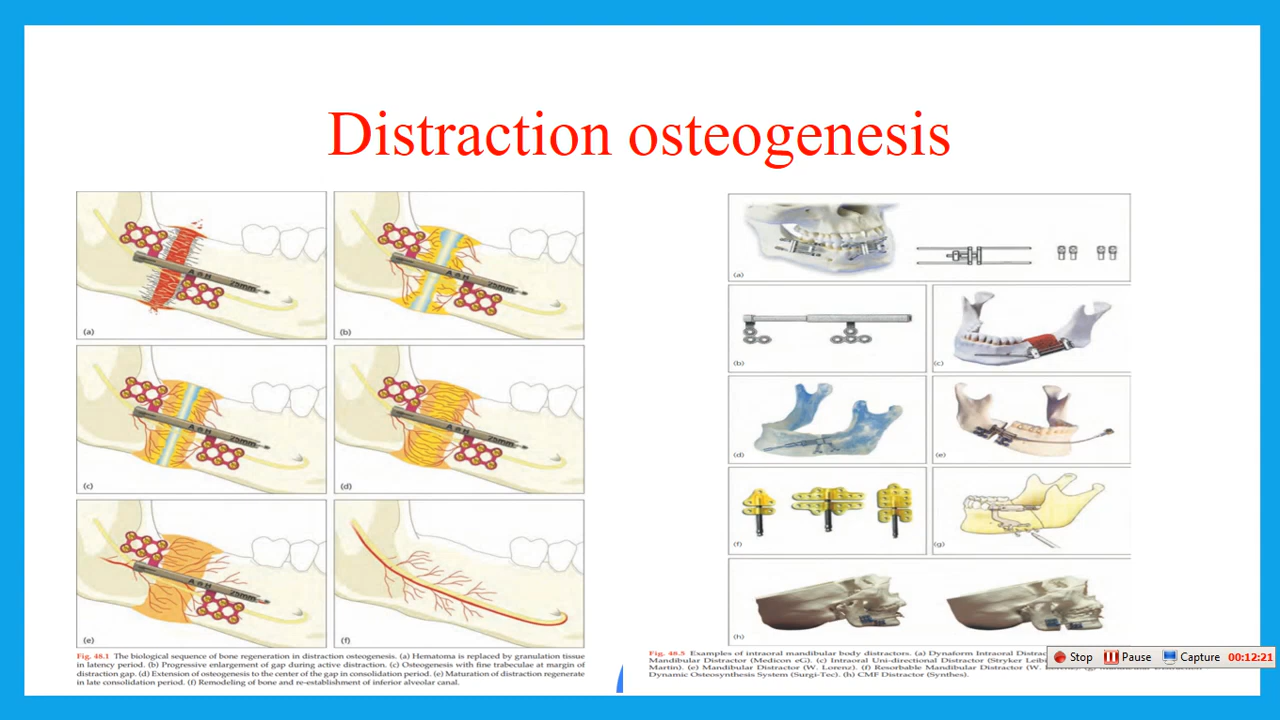 Distraction osteogenesis
A S H
25mm
(a)
A S H
25mm
(b)
A S H
25mm
(c)
A S H
25mm
(d)
A S H
25mm
(e)
(f)
Fig. 48.1 The biological sequence of bone regeneration in distraction osteogenesis. (a) Hematoma is replaced by granulation tissue
in latency period. (b) Progressive enlargement of gap during active distraction. (c) Osteogenesis with fine trabeculae at margin of
distraction gap. (d) Extension of osteogenesis to the center of the gap in consolidation period. (e) Maturation of distraction regenerate
in late consolidation period. (f) Remodeling of bone and re-establishment of inferior alveolar canal.
(a)
(b)
(c)
(d)
(e)
(f)
(g)
(h)
Fig. 48.5 Examples of intraoral mandibular body distractors. (a) Dynaform Intraoral
Mandibular Distractor (Medicon eG). (c) Intraoral Uni-directional Distractor (Stryker
Martin). (e) Mandibular Distractor (W. Lorenz). (f) Resorbable Mandibular Distractor (W.
Dynamic Osteosynthesis System (Surgi-Tec). (h) CMF Distractor (Synthes).
Stop Pause Capture 00:12:21